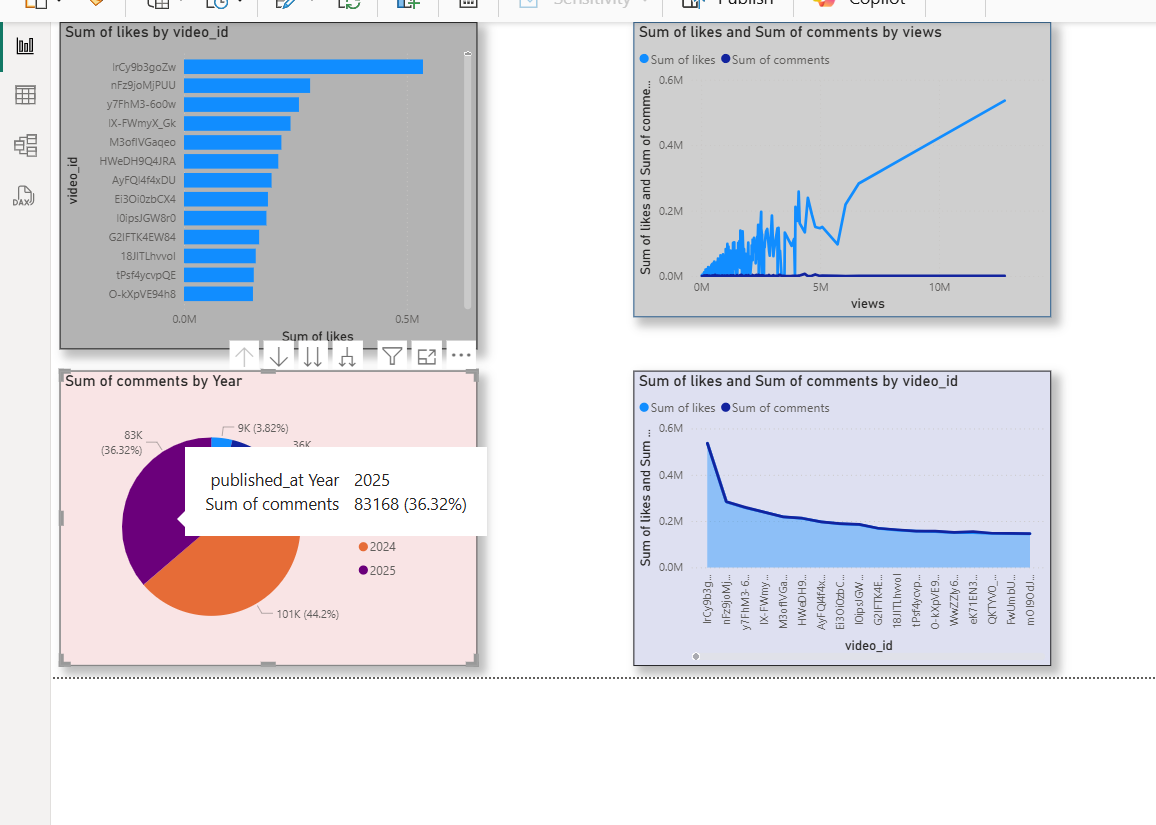 Sensitivity
Publish
Copilot
Sum of likes by video_id
IrCy9b3goZw
nFz9joMjPUU
y7FhM3-6o0w
IX-FWmyX_Gk
M3ofIVGaqeo
HWeDH9Q4JRA
AyFQI4f4xDU
Ei3Oi0zbCX4
I0ipsJGW8r0
G2IFTK4EW84
18JITLhvvoI
tPsf4ycvpQE
O-kXpVE94h8
video_id
0.0M
0.5M
Sum of likes
Sum of likes and Sum of comments by views
Sum of likes
Sum of comments
0.6M
0.4M
0.2M
0.0M
Sum of likes and Sum of comme...
0M
5M
10M
views
DAX
Sum of comments by Year
9K (3.82%)
83K
(36.32%)
36K
published_at Year 2025
Sum of comments 83168 (36.32%)
2024
2025
101K (44.2%)
Sum of likes and Sum of comments by video_id
Sum of likes
Sum of comments
0.6M
0.4M
0.2M
0.0M
Sum of likes and Sum ...
IrCy9b3g...
nFz9joMj...
y7FhM3-6...
IX-FWmy...
M3ofIVGa...
HWeDH9...
AyFQI4f4x...
Ei3Oi0zbC...
I0ipsJGW...
G2IFTK4E...
18JITLhvvoI
tPsf4ycvp...
O-kXpVE9...
WwZZJy6...
eK71EN3...
QKTYVO_...
FwUmbU...
mOI9OdJ...
video_id